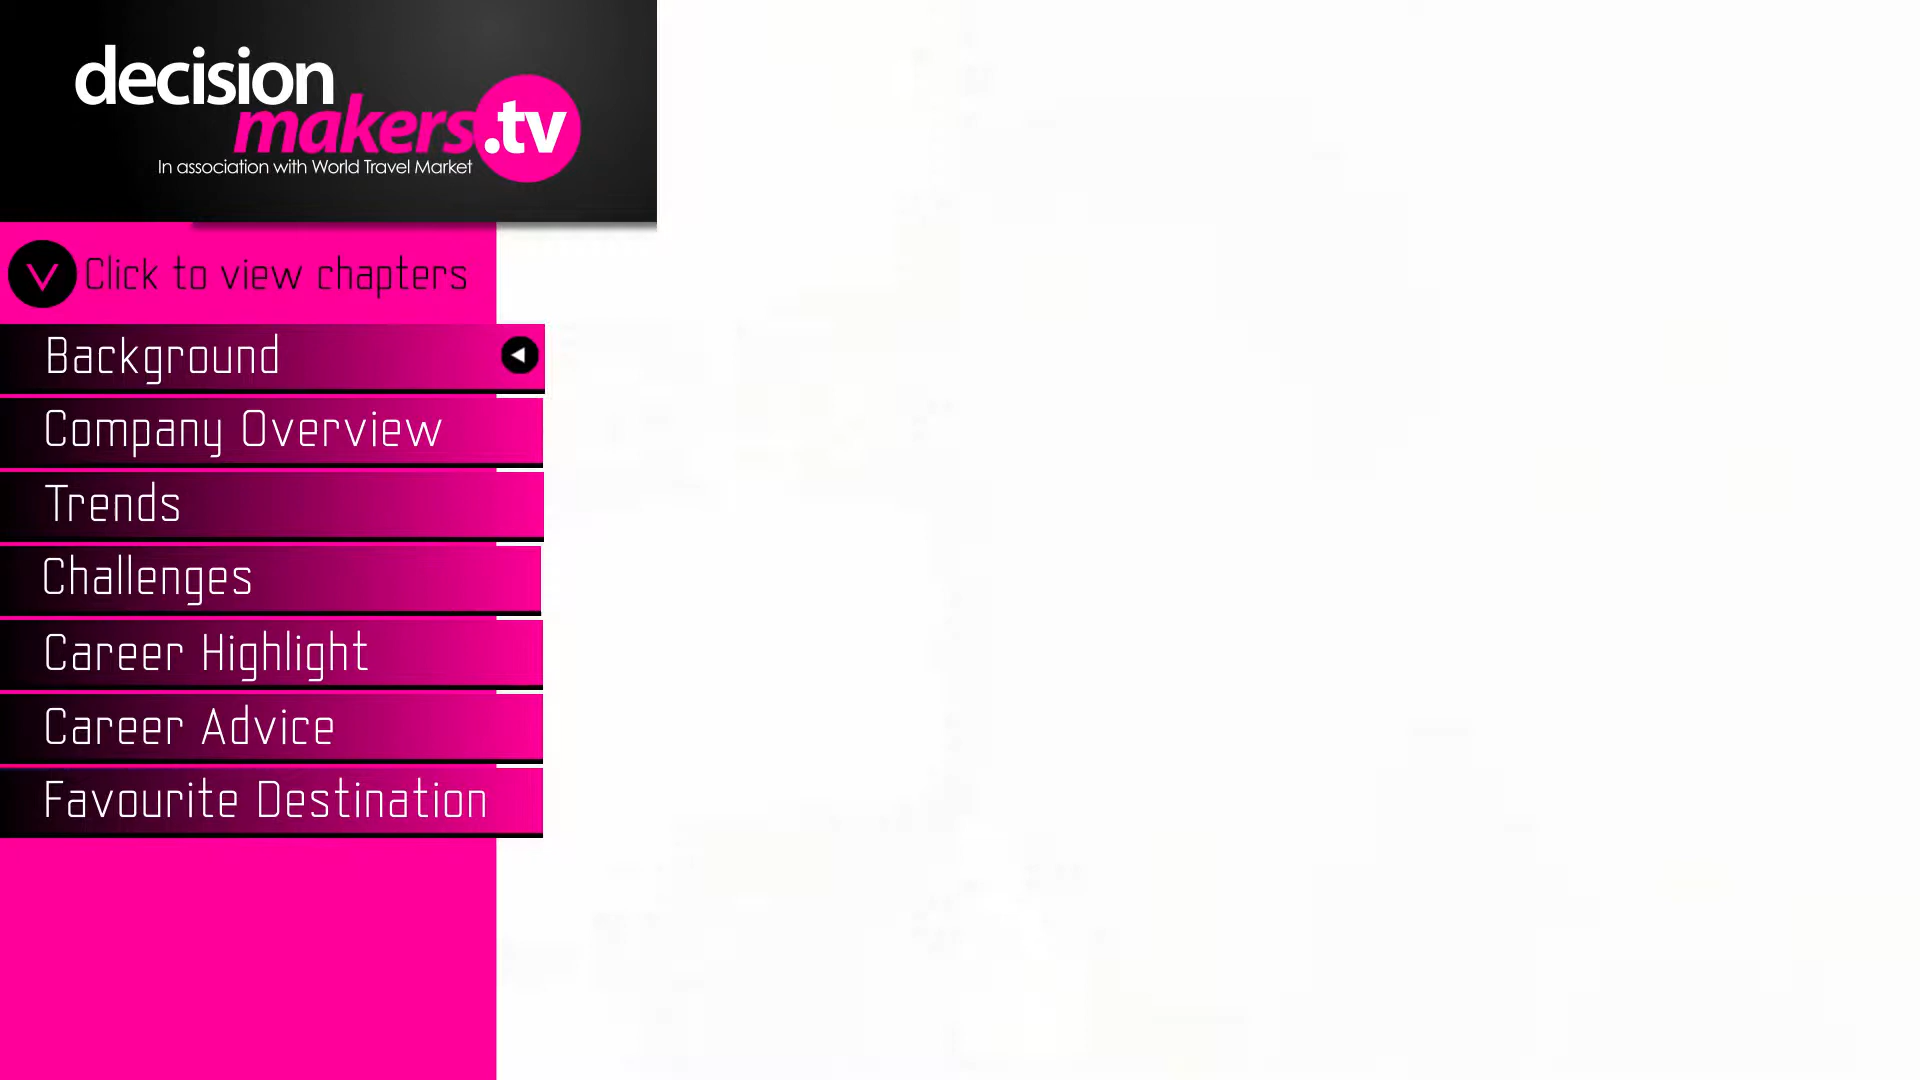 decision
makers.tv
In association with World Travel Market
Click to view chapters
Background
Company Overview
Trends
Challenges
Career Highlight
Career Advice
Favourite Destination